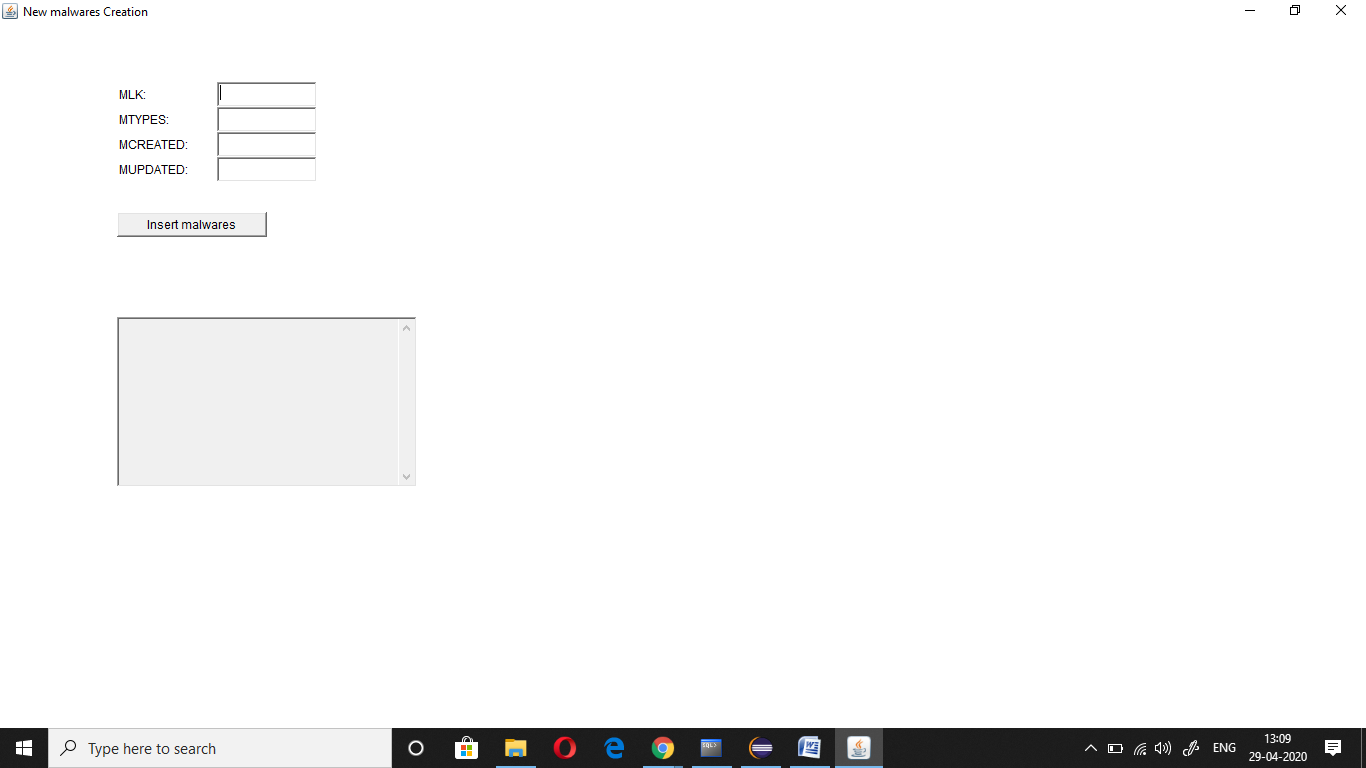 New malwares Creation
MLK:
MTYPES:
MCREATED:
MUPDATED:
Insert malwares
Type here to search
SQL>
W
ENG
13:09
29-04-2020